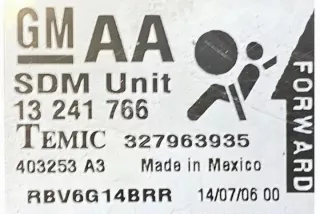 GM AA
SDM Unit
13 241 766
TEMIC 327963935
403253 A3 Made in Mexico
RBV6G14BRR 14/07/06 00
FORWARD